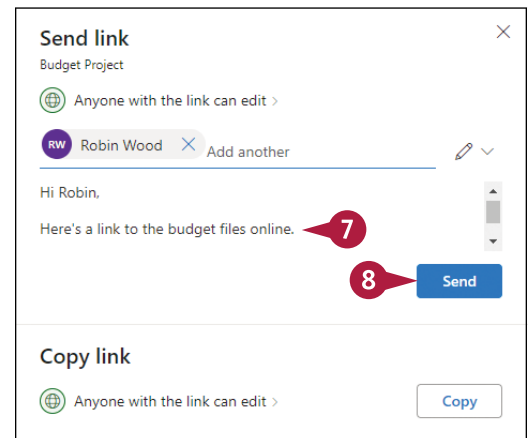 Send link
Budget Project
Anyone with the link can edit >
RW Robin Wood Add another
Hi Robin,
Here's a link to the budget files online. 7
8 Send
Copy link
Anyone with the link can edit > Copy